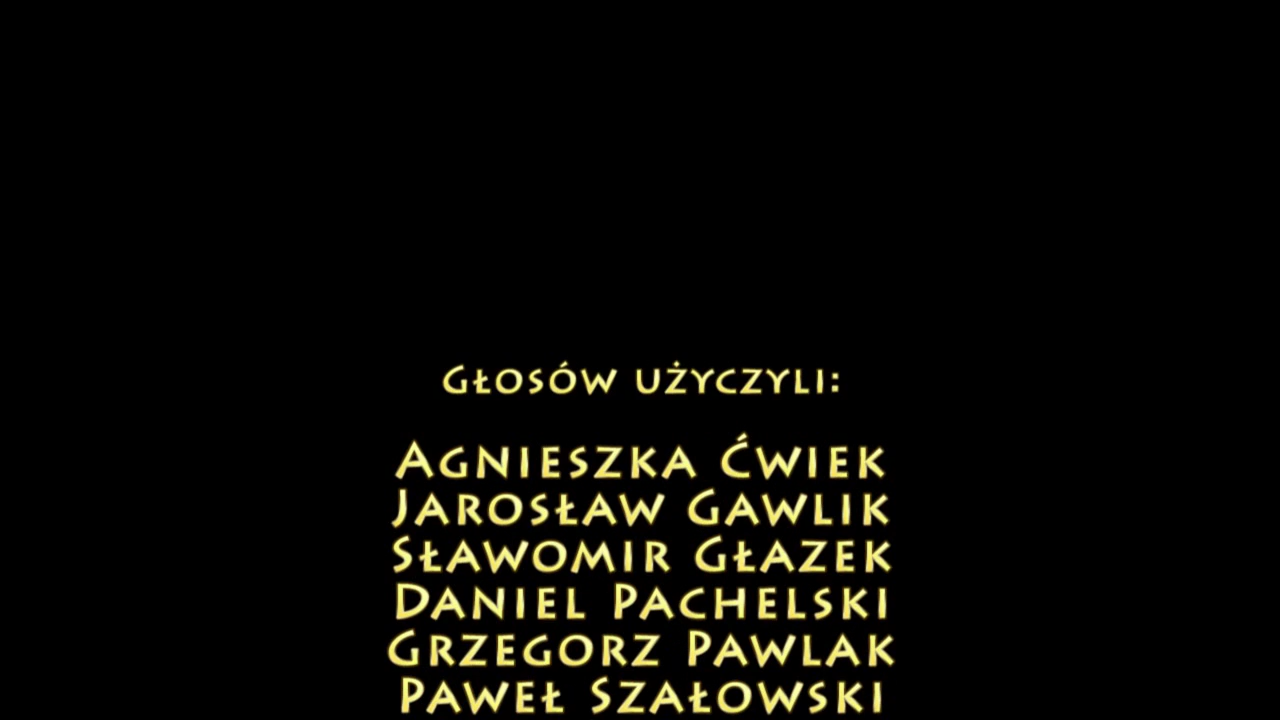 Głosów użyczyli:
Agnieszka Ćwiek
Jarosław Gawlik
Sławomir Głazek
Daniel Pachelski
Grzegorz Pawlak
Paweł Szałowski